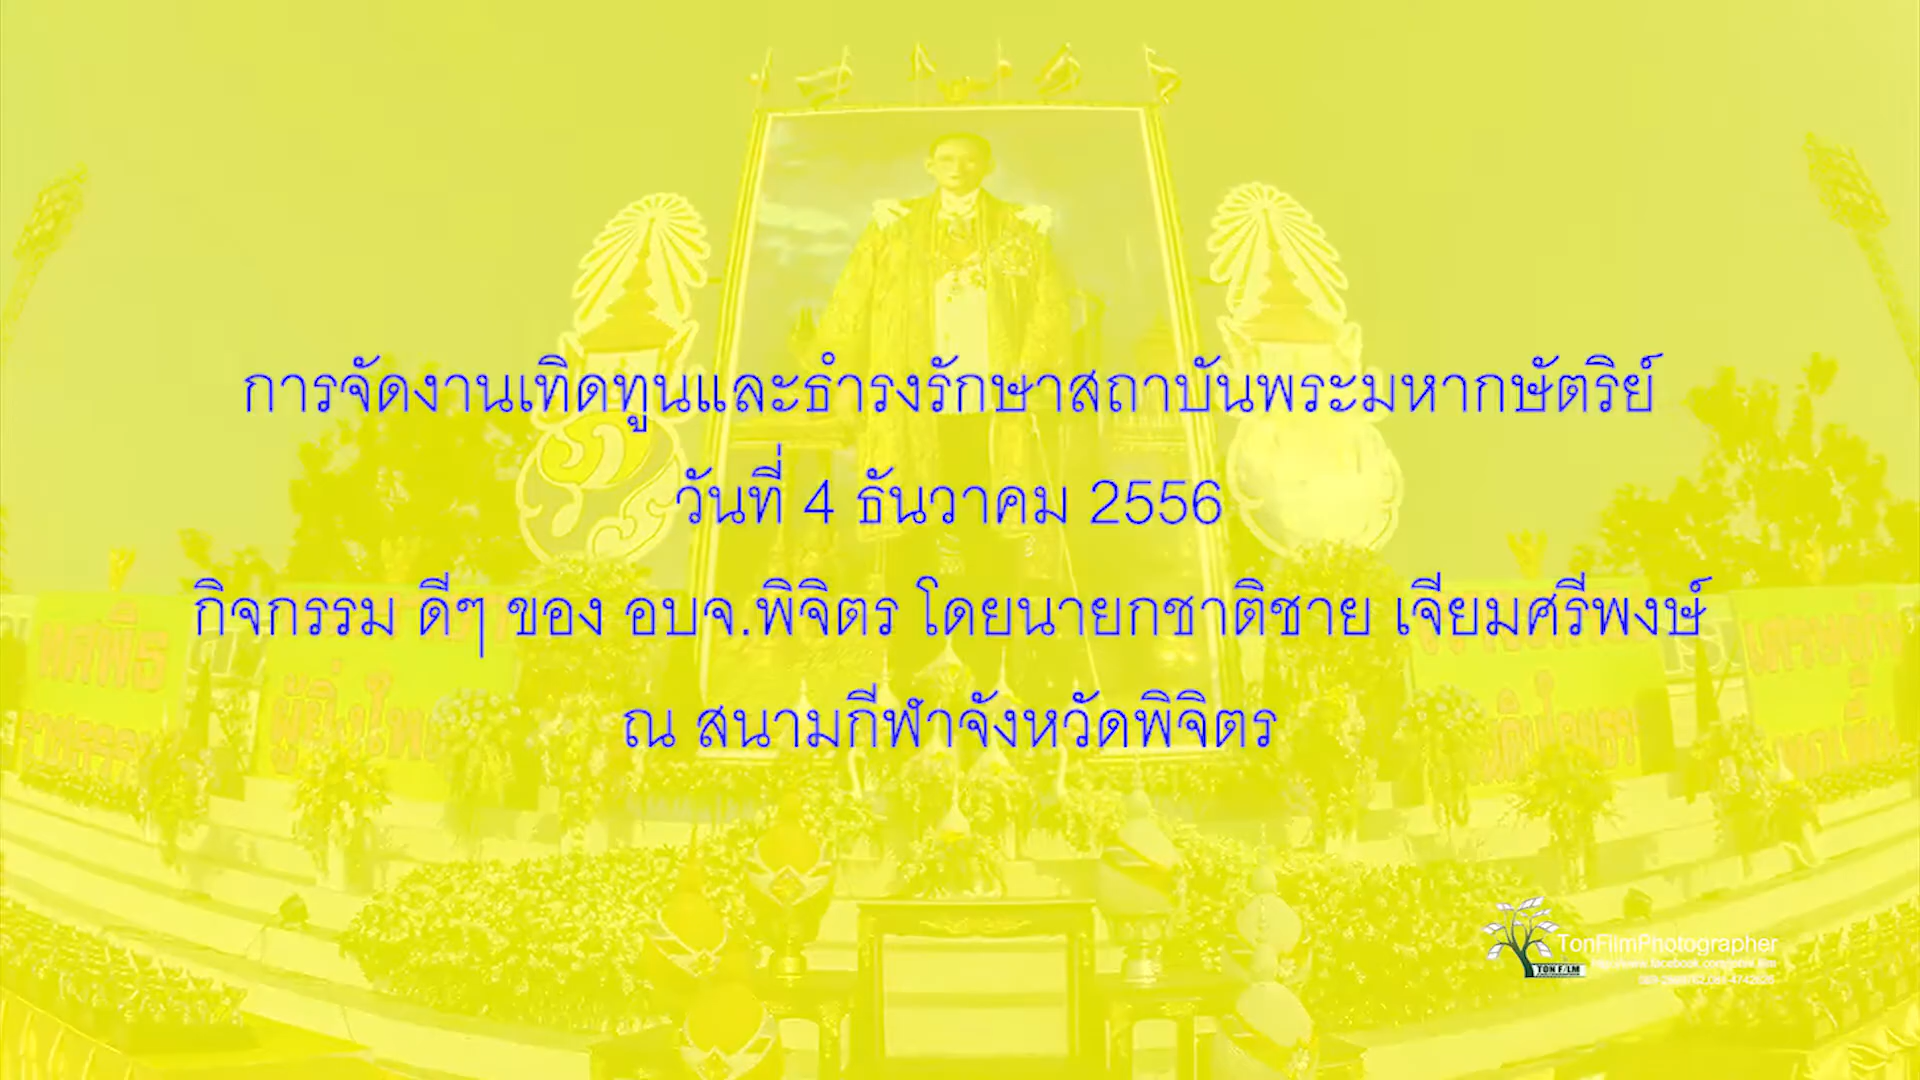 การจัดงานเทิดทูนและธำรงรักษาสถาบันพระมหากษัตริย์
วันที่ 4 ธันวาคม 2556
กิจกรรม ดีๆ ของ อบจ.พิจิตร โดยนายกชาติชาย เจียมศรีพงษ์
ณ สนามกีฬาจังหวัดพิจิตร
TonFilmPhotographer
TON FILM